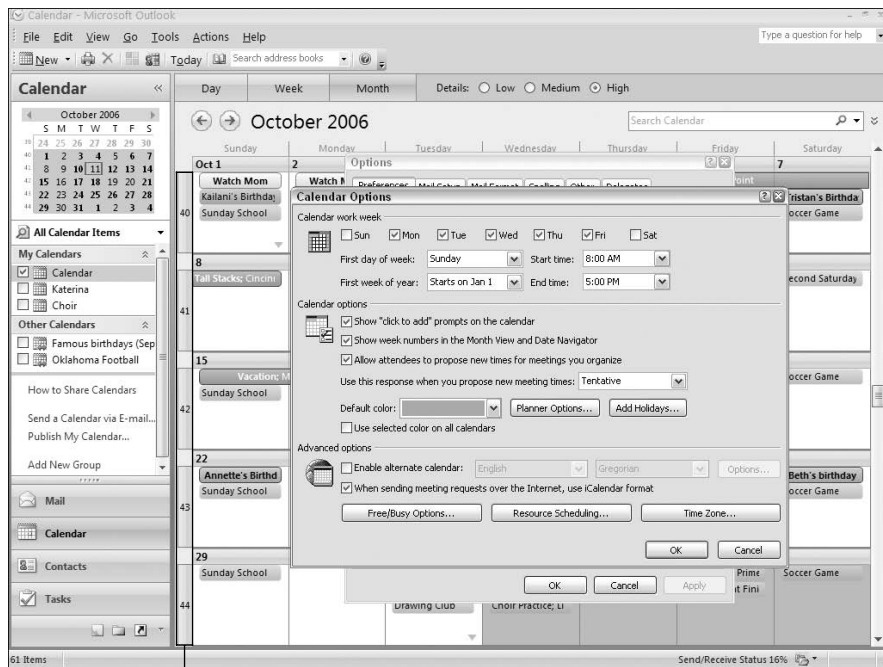 Calendar - Microsoft Outlook
File Edit View Go Tools Actions Help
Type a question for help
New
Today
Search address books
Calendar
Day Week Month Details: Low Medium High
October 2006
S M T W T F S
39 24 25 26 27 28 29 30
40 1 2 3 4 5 6 7
41 8 9 10 11 12 13 14
42 15 16 17 18 19 20 21
43 22 23 24 25 26 27 28
44 29 30 31 1 2 3 4
All Calendar Items
My Calendars
Calendar
Katerina
Choir
Other Calendars
Famous birthdays (Sep
Oklahoma Football
How to Share Calendars
Send a Calendar via E-mail...
Publish My Calendar...
Add New Group
Mail
Calendar
Contacts
Tasks
October 2006
Search Calendar
Sunday Monday Tuesday Wednesday Thursday Friday Saturday
Oct 1 2 7
40
Watch Mom
Watch M
Kailani's Birthday
Sunday School
Tristan's Birthda
Soccer Game
8
41
Tall Stacks; Cincini
Second Saturday
15
42
Vacation; M
Sunday School
Soccer Game
22
43
Annette's Birthd
Sunday School
Beth's birthday
Soccer Game
29
44
Sunday School
Drawing Club
Choir Practice; Li
Prime
t Fini
Soccer Game
Options
Preferences Mail Setup Mail Format Spelling Other Delegates
Point
Calendar Options
Calendar work week
Sun Mon Tue Wed Thu Fri Sat
First day of week: Sunday Start time: 8:00 AM
First week of year: Starts on Jan 1 End time: 5:00 PM
Calendar options
Show "click to add" prompts on the calendar
Show week numbers in the Month View and Date Navigator
Allow attendees to propose new times for meetings you organize
Use this response when you propose new meeting times: Tentative
Default color: Planner Options... Add Holidays...
Use selected color on all calendars
Advanced options
Enable alternate calendar: English Gregorian Options...
When sending meeting requests over the Internet, use iCalendar format
Free/Busy Options... Resource Scheduling... Time Zone...
OK Cancel
OK Cancel Apply
61 Items
Send/Receive Status 16%